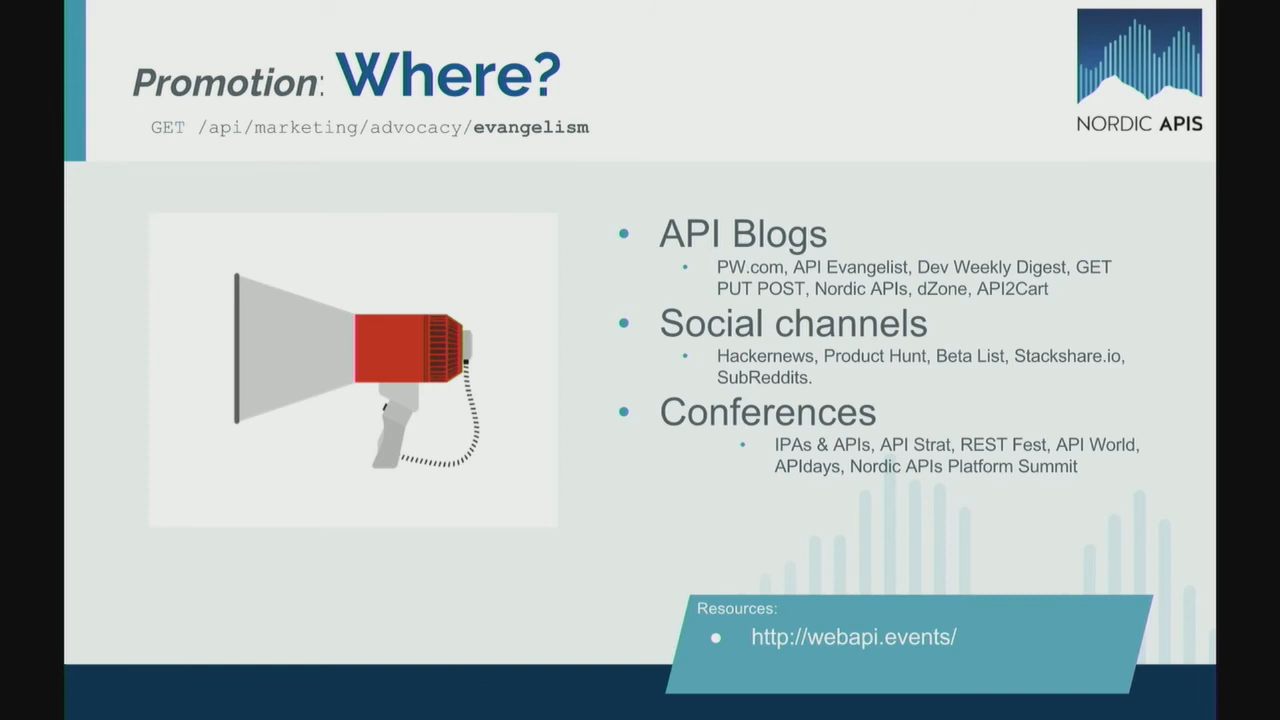 Promotion: Where?
GET /api/marketing/advocacy/evangelism
NORDIC APIS
• API Blogs
• PW.com, API Evangelist, Dev Weekly Digest, GET
PUT POST, Nordic APIs, dZone, API2Cart
• Social channels
• Hackernews, Product Hunt, Beta List, Stackshare.io,
SubReddits.
• Conferences
• IPAs & APIs, API Strat, REST Fest, API World,
APIdays, Nordic APIs Platform Summit
Resources:
● http://webapi.events/